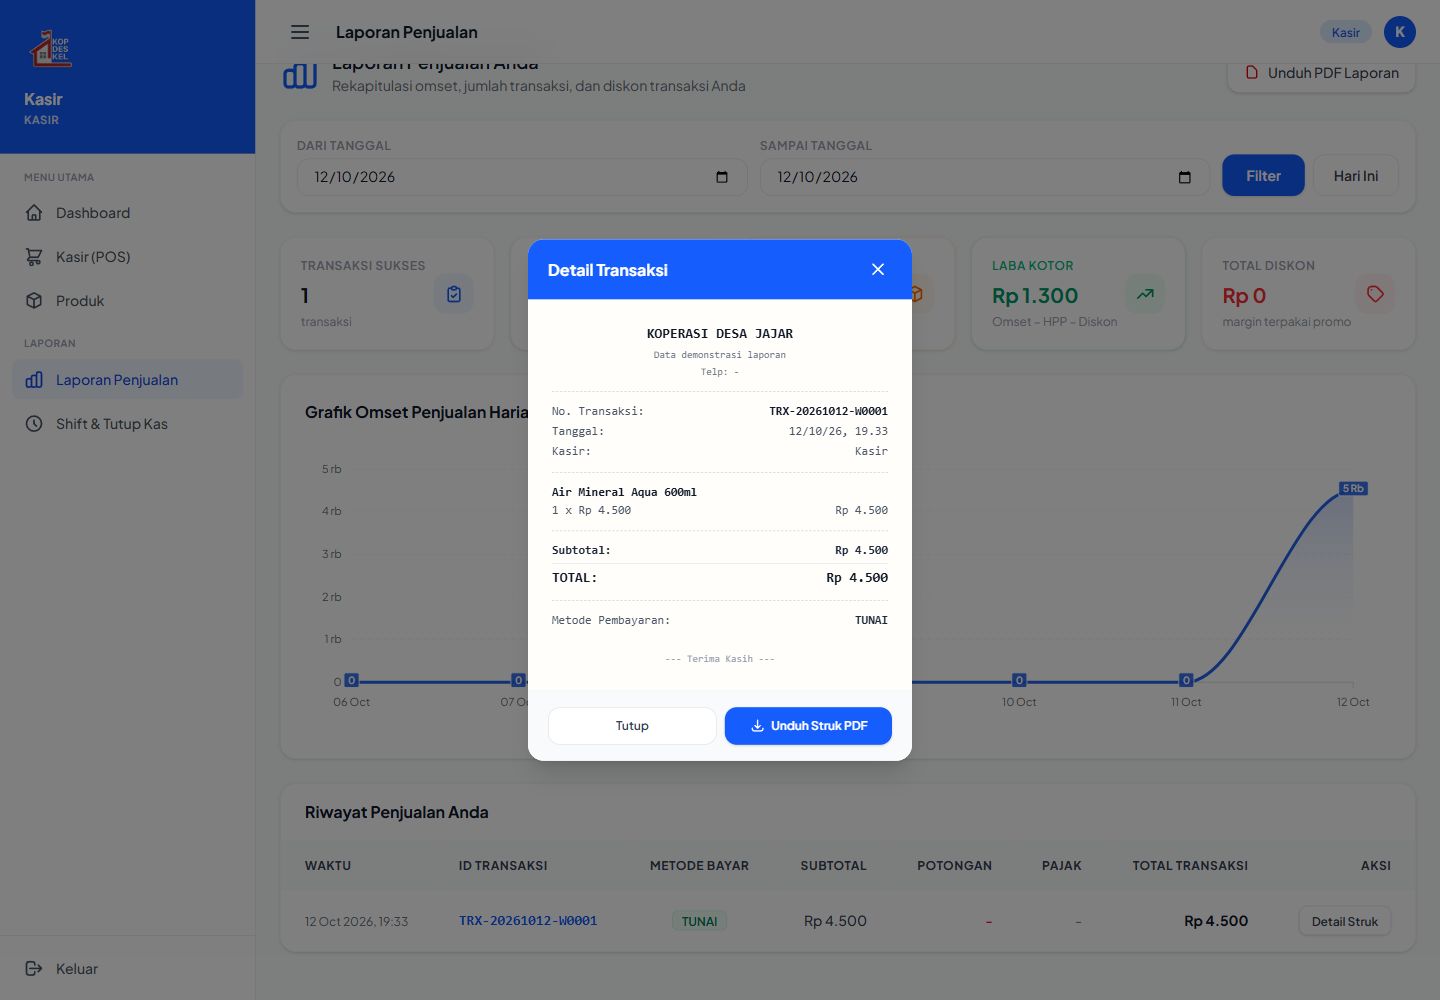 KOP
DES
KEL
Kasir
KASIR
MENU UTAMA
Dashboard
Kasir (POS)
Produk
LAPORAN
Laporan Penjualan
Shift & Tutup Kas
Keluar
Laporan Penjualan
Kasir
K
Laporan Penjualan Anda
Rekapitulasi omset, jumlah transaksi, dan diskon transaksi Anda
Unduh PDF Laporan
DARI TANGGAL
12/10/2026
SAMPAI TANGGAL
12/10/2026
Filter
Hari Ini
TRANSAKSI SUKSES
1
transaksi
LABA KOTOR
Rp 1.300
Omset - HPP - Diskon
TOTAL DISKON
Rp 0
margin terpakai promo
Grafik Omset Penjualan Haria
5 rb
4 rb
3 rb
2 rb
1 rb
0
0
0
0
0
5 Rb
06 Oct
07 O
10 Oct
11 Oct
12 Oct
Detail Transaksi
KOPERASI DESA JAJAR
Data demonstrasi laporan
Telp: -
No. Transaksi: TRX-20261012-W0001
Tanggal: 12/10/26, 19.33
Kasir: Kasir
Air Mineral Aqua 600ml
1 x Rp 4.500 Rp 4.500
Subtotal: Rp 4.500
TOTAL: Rp 4.500
Metode Pembayaran: TUNAI
--- Terima Kasih ---
Tutup
Unduh Struk PDF
Riwayat Penjualan Anda
WAKTU ID TRANSAKSI METODE BAYAR SUBTOTAL POTONGAN PAJAK TOTAL TRANSAKSI AKSI
12 Oct 2026, 19:33 TRX-20261012-W0001 TUNAI Rp 4.500 - - Rp 4.500 Detail Struk